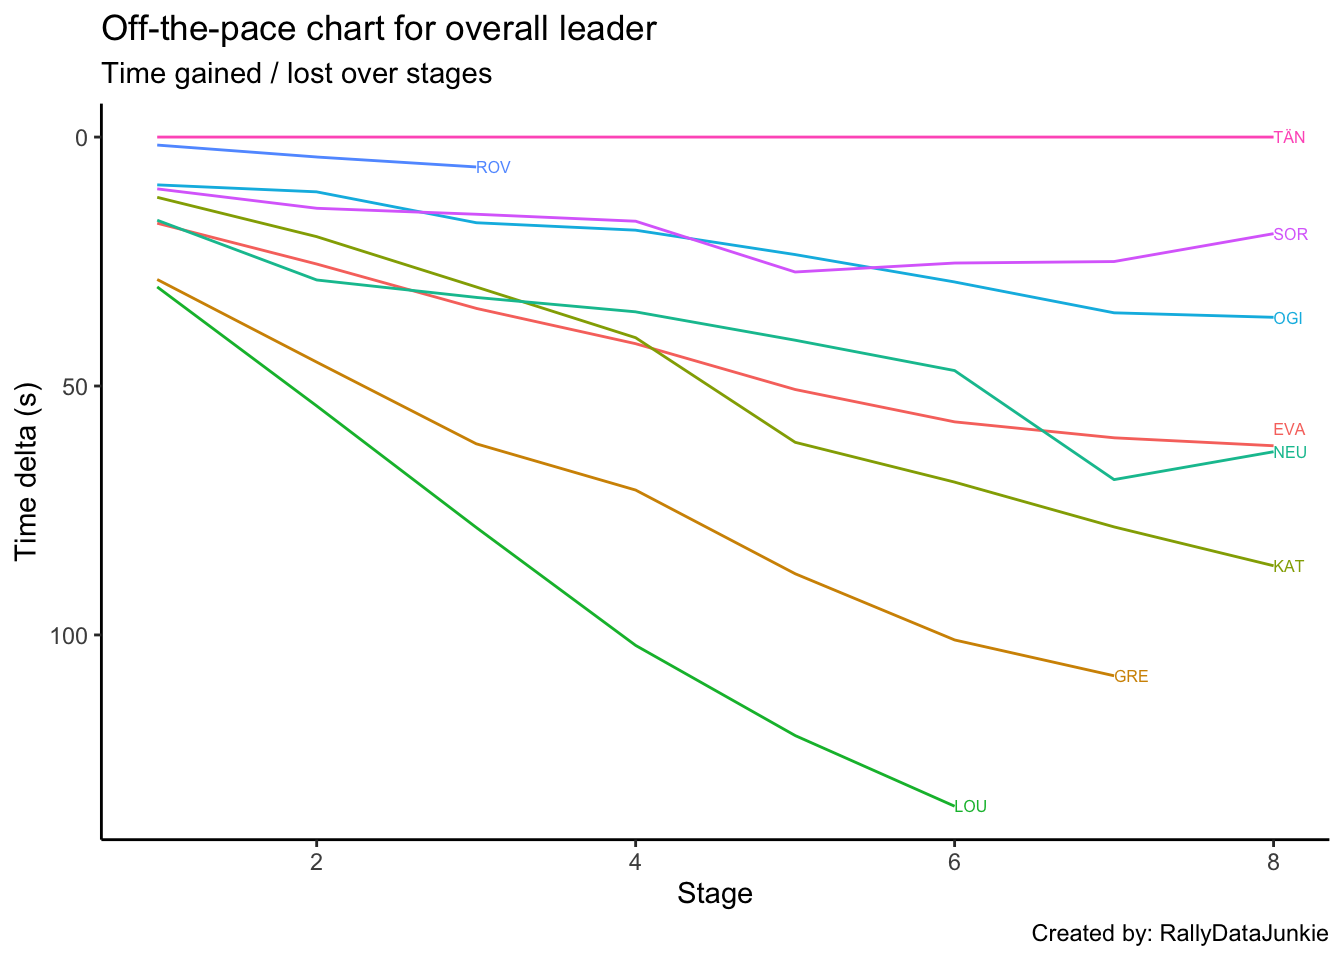 Off-the-pace chart for overall leader
Time gained / lost over stages
0
50
100
Time delta (s)
TÄN
ROV
SOR
OGI
EVA
NEU
KAT
GRE
LOU
2 4 6 8
Stage
Created by: RallyDataJunkie